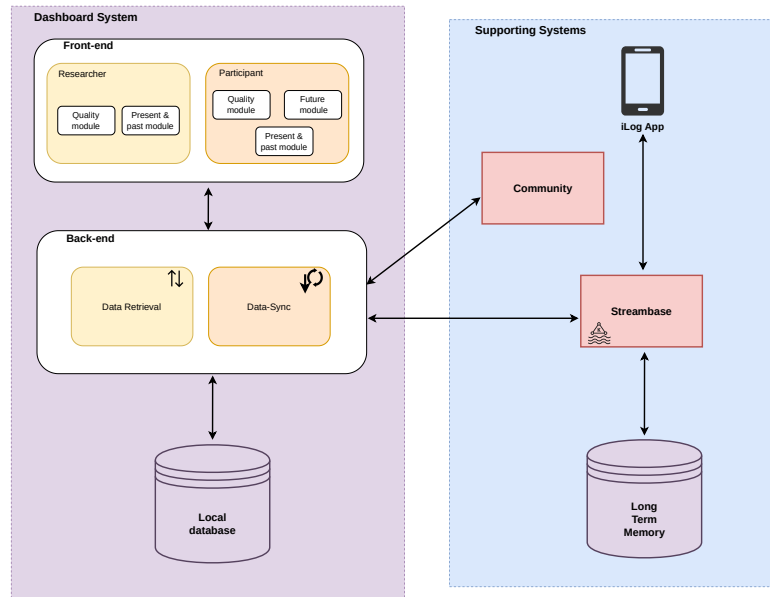 Dashboard System
Front-end
Researcher
Quality
module
Present &
past module
Participant
Quality
module
Future
module
Present &
past module
Back-end
Data Retrieval
Data-Sync
Local
database
Supporting Systems
iLog App
Community
Streambase
Long
Term
Memory